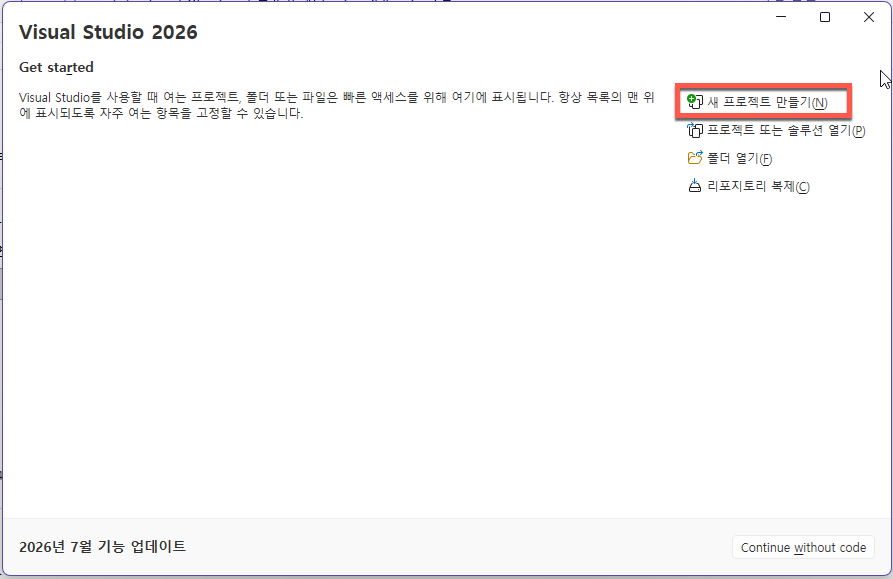 Visual Studio 2026
Get started
Visual Studio를 사용할 때 여는 프로젝트, 폴더 또는 파일은 빠른 액세스를 위해 여기에 표시됩니다. 항상 목록의 맨 위
에 표시되도록 자주 여는 항목을 고정할 수 있습니다.
새 프로젝트 만들기(N)
프로젝트 또는 솔루션 열기(P)
폴더 열기(F)
리포지토리 복제(C)
2026년 7월 기능 업데이트
Continue without code